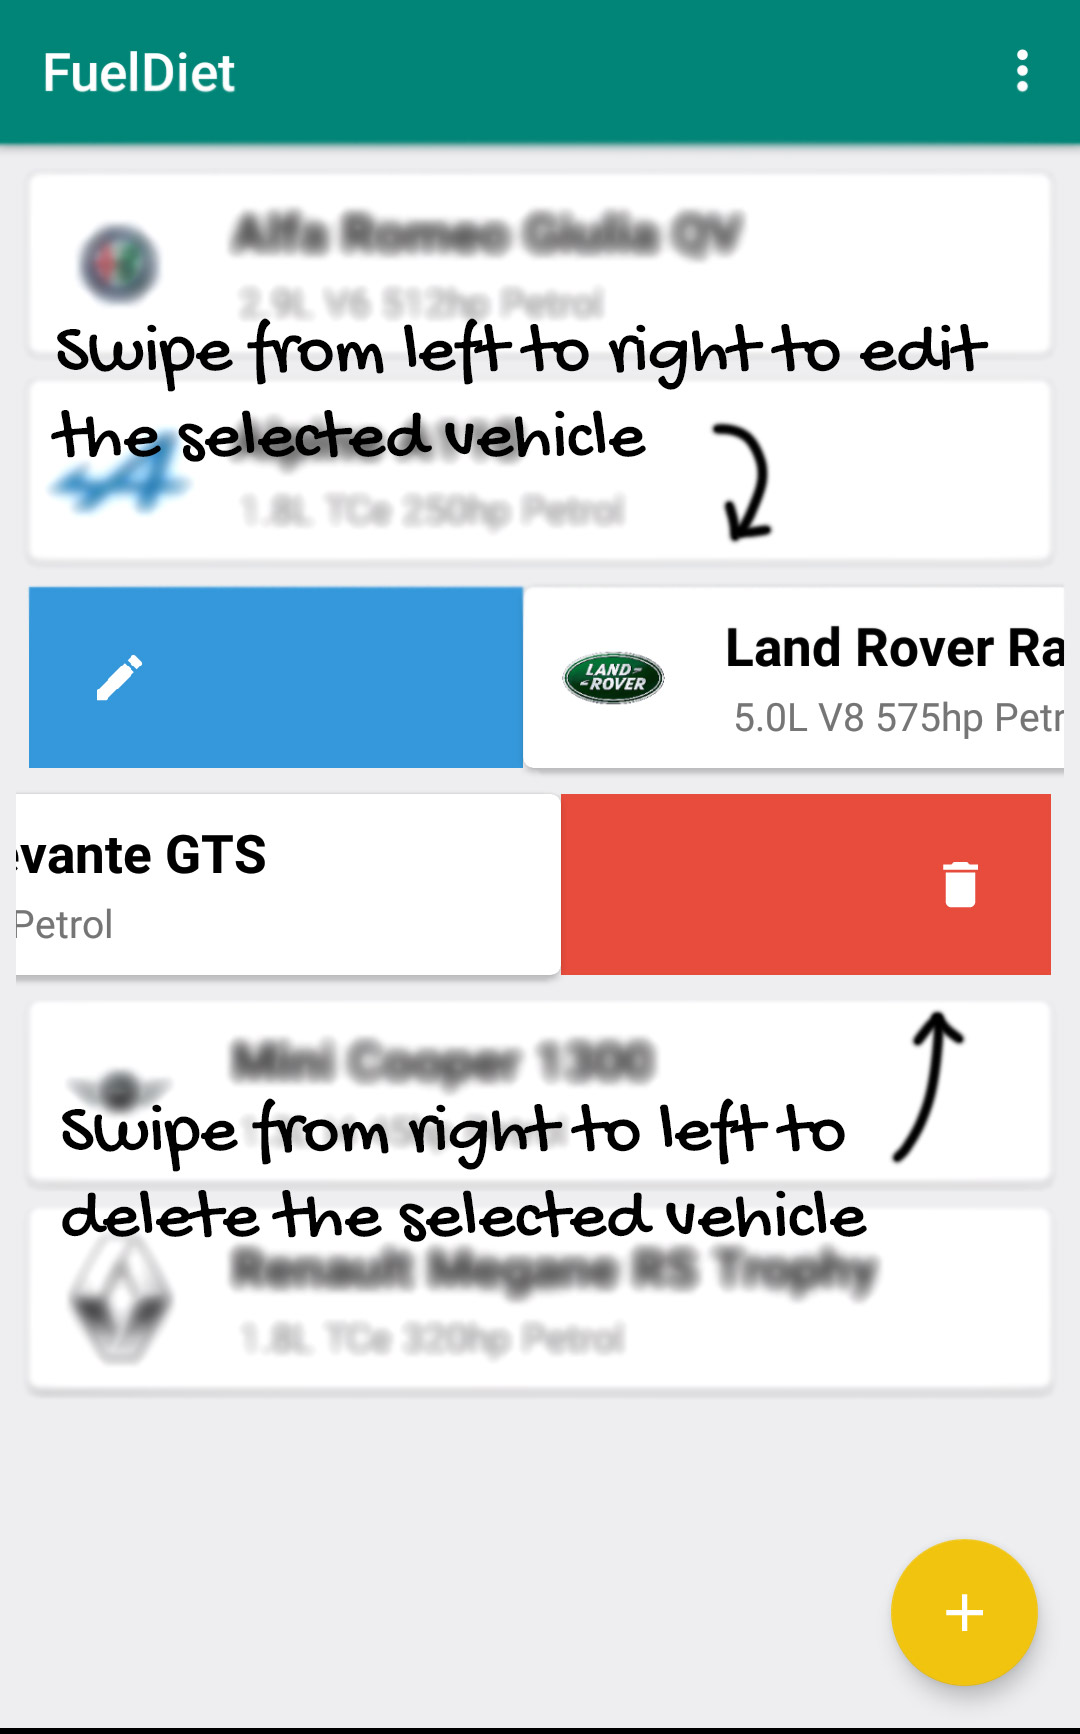 FuelDiet
Alfa Romeo Giulia QV
2.9L V6 512hp Petrol
Swipe from left to right to edit
the selected vehicle
1.8L TCe 250hp Petrol
LAND-
-ROVER
Land Rover Ra
5.0L V8 575hp Petr
evante GTS
Petrol
Mini Cooper 1300
Swipe from right to left to
delete the selected vehicle
Renault Megane RS Trophy
1.8L TCe 320hp Petrol